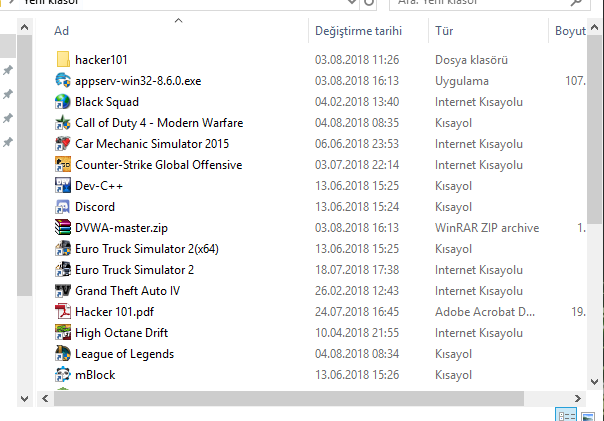 Yeni klasör
Ara: Yeni klasör
Ad Değiştirme tarihi Tür Boyut
hacker101 03.08.2018 11:26 Dosya klasörü
appserv-win32-8.6.0.exe 03.08.2018 16:13 Uygulama 107.
Black Squad 04.02.2018 13:40 Internet Kısayolu
Call of Duty 4 - Modern Warfare 04.08.2018 08:35 Kısayol
Car Mechanic Simulator 2015 06.06.2018 23:53 Internet Kısayolu
Counter-Strike Global Offensive 03.07.2018 22:14 Internet Kısayolu
Dev-C++ 13.06.2018 15:25 Kısayol
Discord 13.06.2018 15:24 Kısayol
DVWA-master.zip 03.08.2018 16:13 WinRAR ZIP archive 1.
Euro Truck Simulator 2(x64) 13.06.2018 15:25 Kısayol
Euro Truck Simulator 2 18.07.2018 17:38 Internet Kısayolu
Grand Theft Auto IV 26.02.2018 12:43 Internet Kısayolu
Hacker 101.pdf 24.07.2018 16:45 Adobe Acrobat D... 19.
High Octane Drift 10.04.2018 21:55 Internet Kısayolu
League of Legends 04.08.2018 08:34 Kısayol
mBlock 13.06.2018 15:26 Kısayol